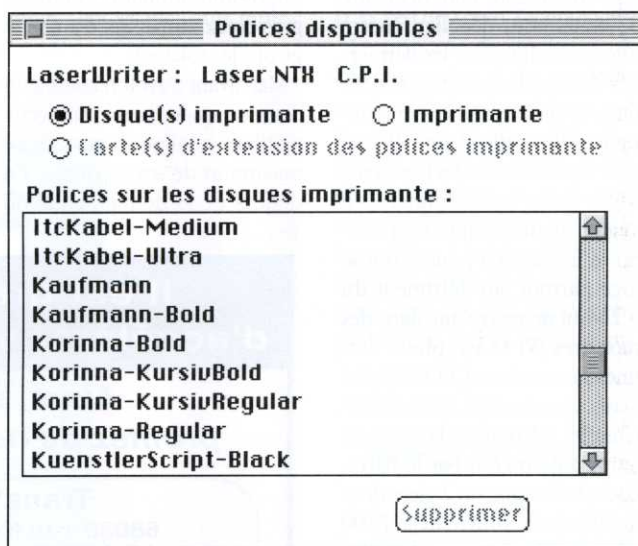 Polices disponibles
LaserWriter : Laser NTX C.P.I.
Disque(s) imprimante Imprimante
Carte(s) d'extension des polices imprimante
Polices sur les disques imprimante :
ItcKabel-Medium
ItcKabel-Ultra
Kaufmann
Kaufmann-Bold
Korinna-Bold
Korinna-KursivBold
Korinna-KursivRegular
Korinna-Regular
KuenstlerScript-Black
Supprimer